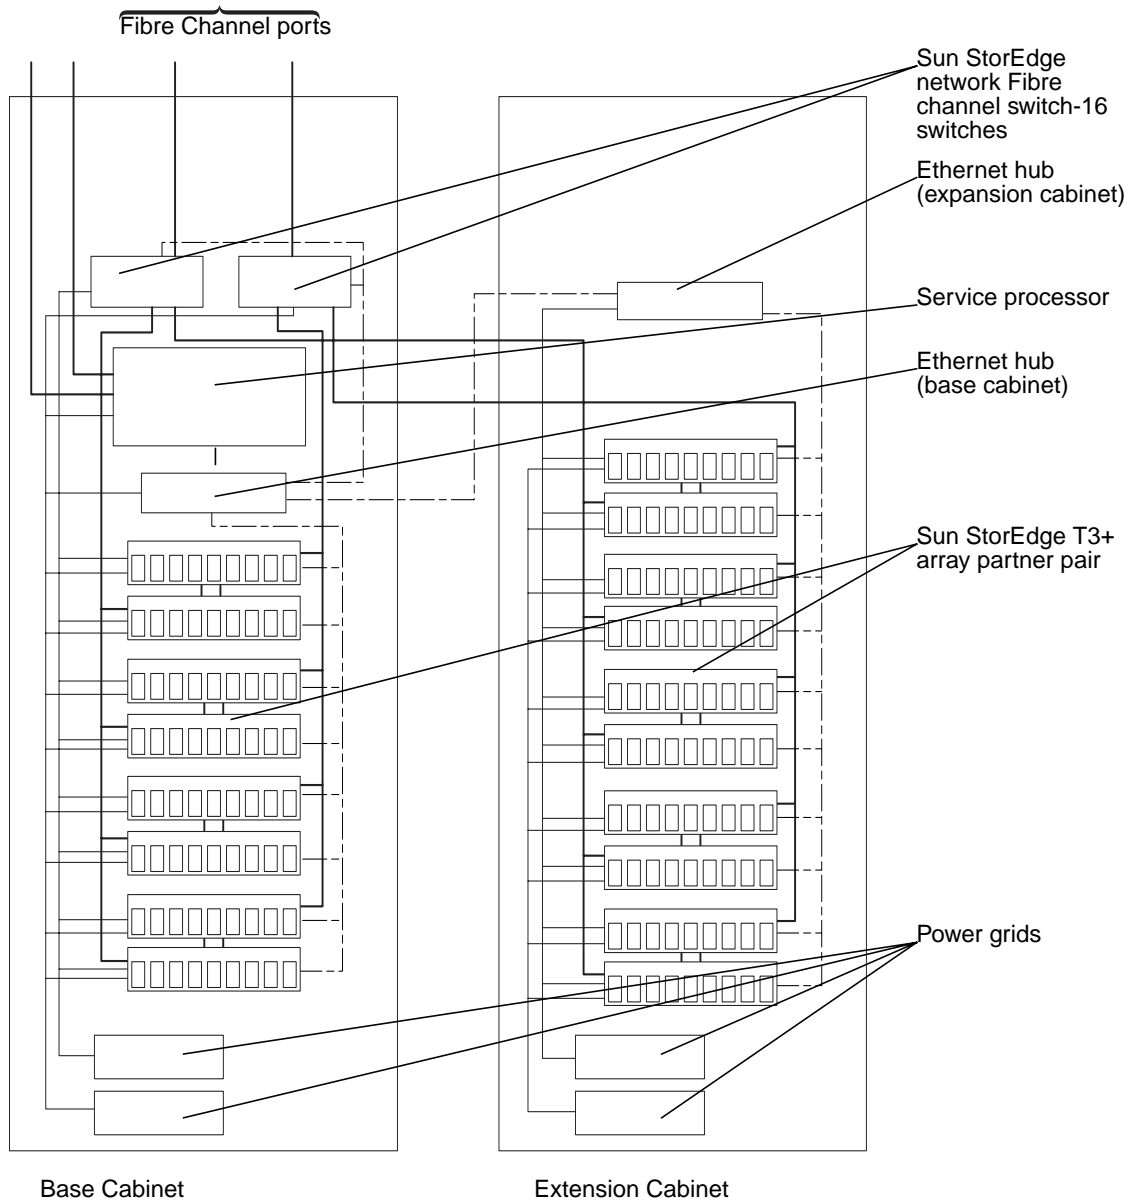 Fibre Channel ports
Sun StorEdge
network Fibre
channel switch-16
switches
Ethernet hub
(expansion cabinet)
Service processor
Ethernet hub
(base cabinet)
Sun StorEdge T3+
array partner pair
Power grids
Base Cabinet
Extension Cabinet